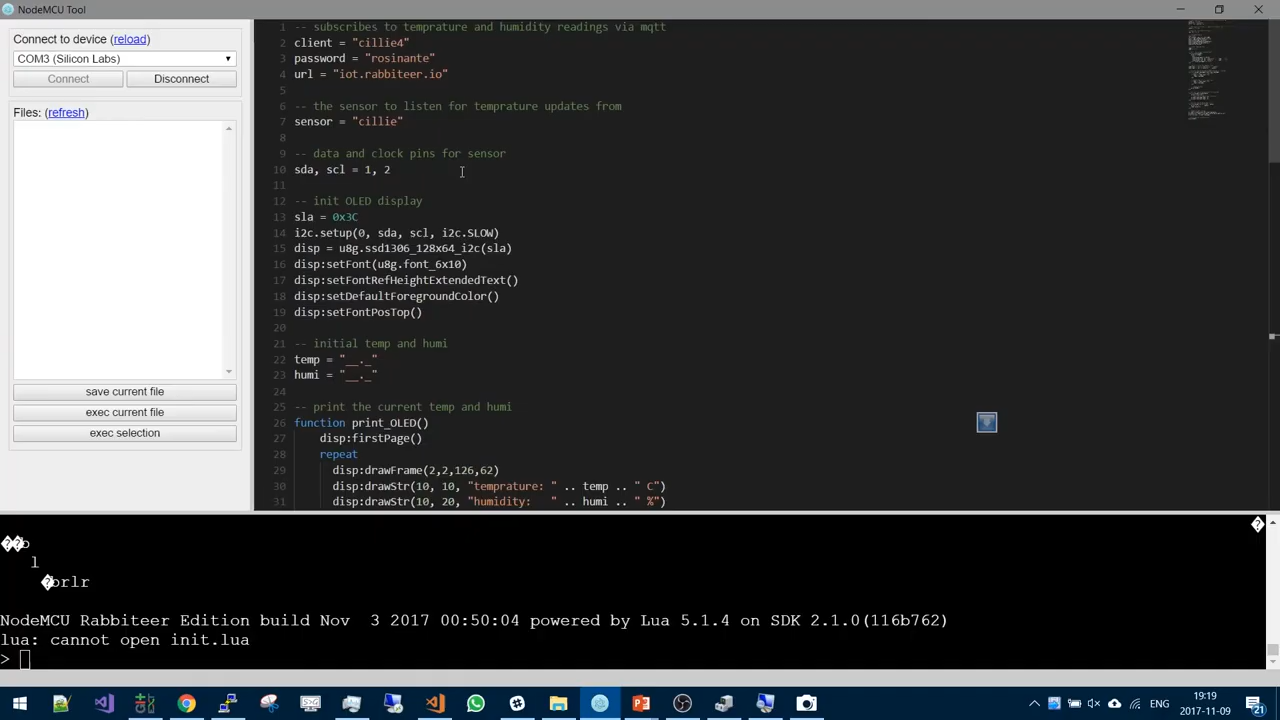 NodeMCU Tool
Connect to device (reload)
COM3 (Silicon Labs)
Connect
Disconnect
Files: (refresh)
save current file
exec current file
exec selection
1 -- subscribes to temprature and humidity readings via mqtt
2 client = "cillie4"
3 password = "rosinante"
4 url = "iot.rabbiteer.io"
5
6 -- the sensor to listen for temprature updates from
7 sensor = "cillie"
8
9 -- data and clock pins for sensor
10 sda, scl = 1, 2
11
12 -- init OLED display
13 sla = 0x3C
14 i2c.setup(0, sda, scl, i2c.SLOW)
15 disp = u8g.ssd1306_128x64_i2c(sla)
16 disp:setFont(u8g.font_6x10)
17 disp:setFontRefHeightExtendedText()
18 disp:setDefaultForegroundColor()
19 disp:setFontPosTop()
20
21 -- initial temp and humi
22 temp = "__._"
23 humi = "__._"
24
25 -- print the current temp and humi
26 function print_OLED()
27 disp:firstPage()
28 repeat
29 disp:drawFrame(2,2,126,62)
30 disp:drawStr(10, 10, "temprature: " .. temp .. " C")
31 disp:drawStr(10, 20, "humidity:   " .. humi .. " %")
�
��b
l
�brlr
NodeMCU Rabbiteer Edition build Nov  3 2017 00:50:04 powered by Lua 5.1.4 on SDK 2.1.0(116b762)
lua: cannot open init.lua
>
ENG
19:19
2017-11-09
21